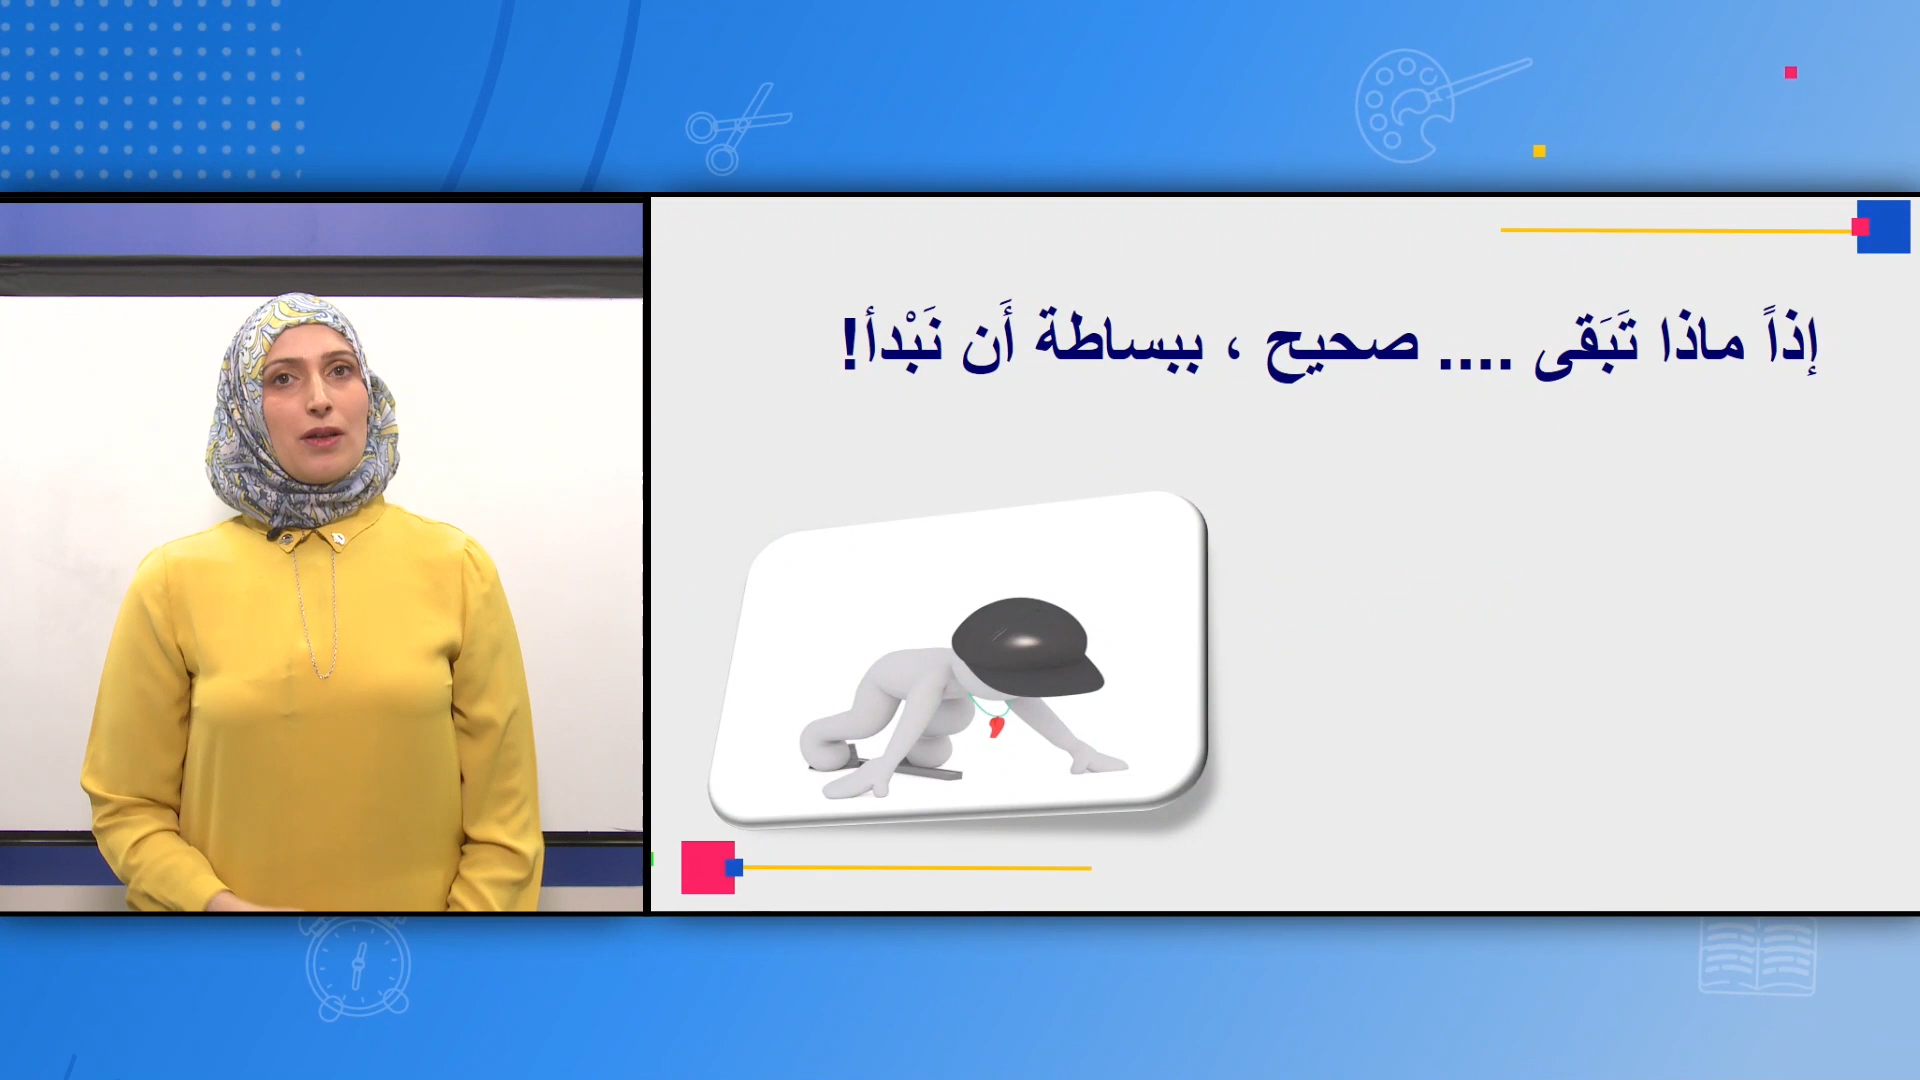 إذاً ماذا تَبَقى .... صحيح ، ببساطة أَن نَبْدأ!